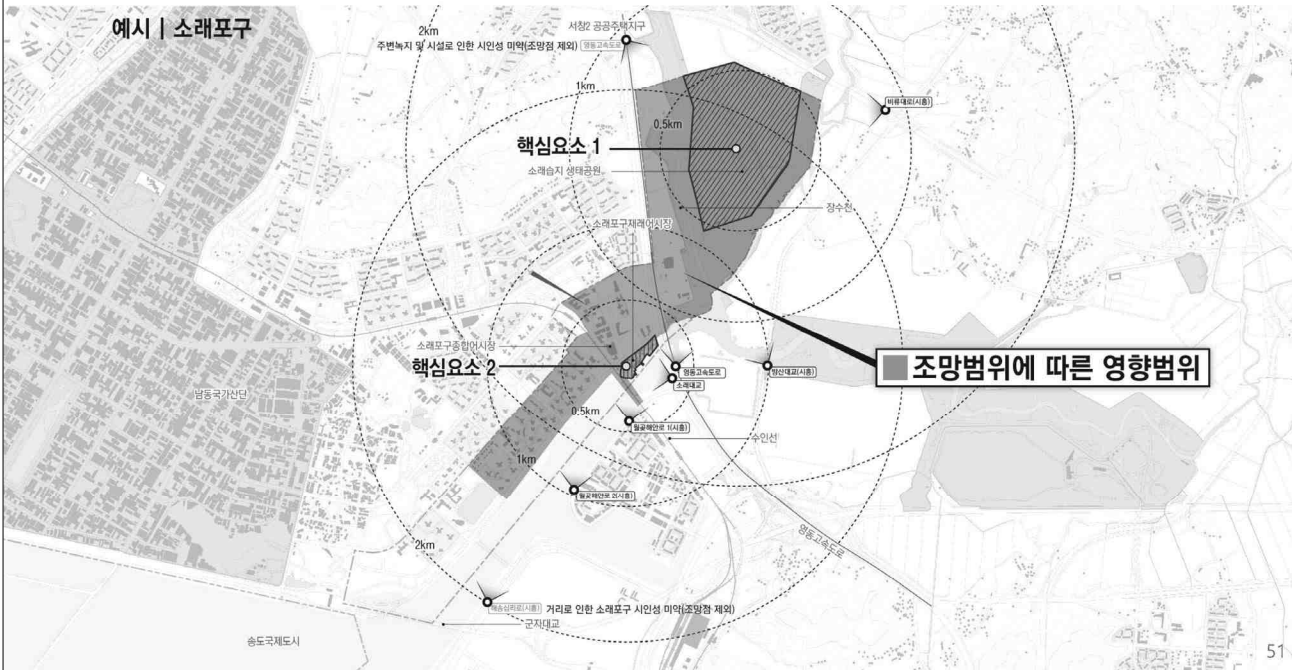 예시 | 소래포구
2km
서창2 공공주택지구
주변녹지 및 시설로 인한 시인성 미약(조망점 제외)
영동고속도로
1km
비류대로(시흥)
0.5km
핵심요소 1
소래습지 생태공원
장수천
소래포구재래어시장
소래포구종합어시장
핵심요소 2
영동고속도로
소래대교
방산대교(시흥)
조망범위에 따른 영향범위
남동국가산단
0.5km
월곶해안로 1(시흥)
수인선
1km
월곶해안로 2(시흥)
2km
영동고속도로
해송십리로(시흥)
거리로 인한 소래포구 시인성 미약(조망점 제외)
군자대교
송도국제도시
51